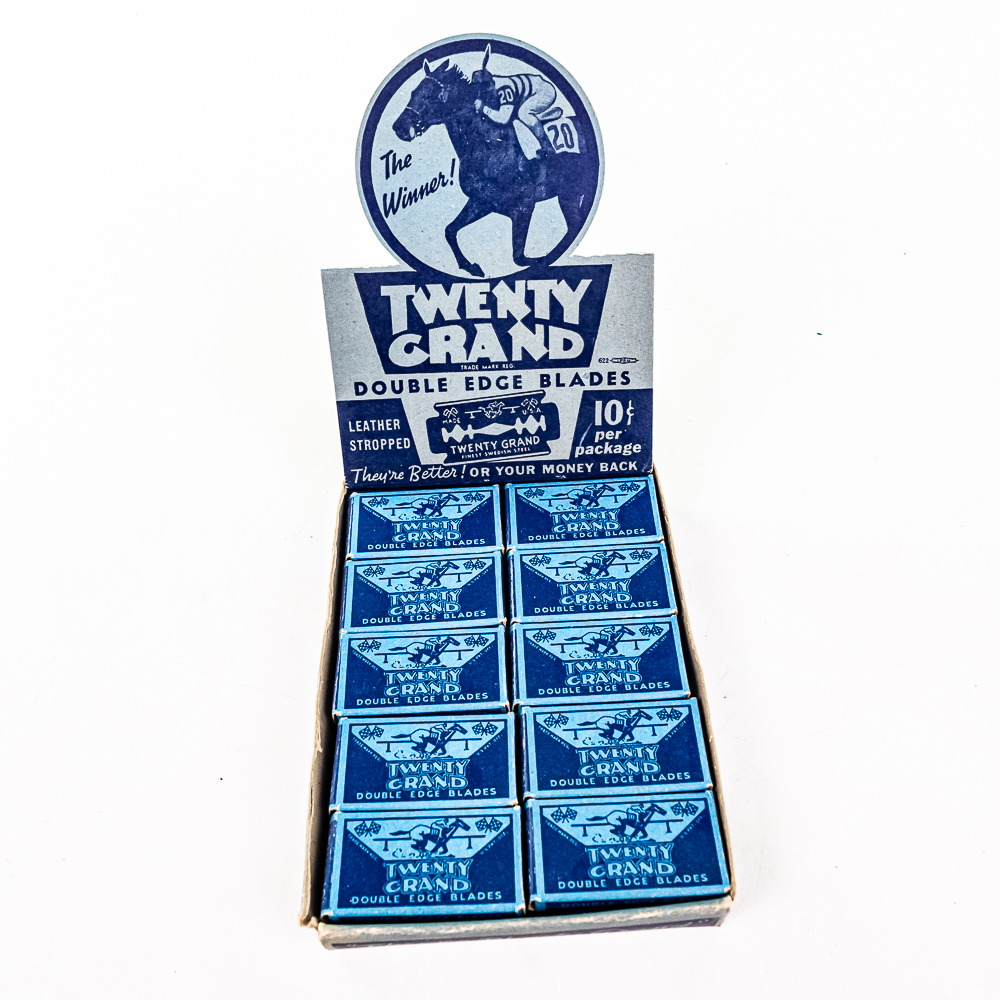 20
20
The
Winner!
TWENTY
GRAND
TRADE MARK REG.
622
DOUBLE EDGE BLADES
LEATHER
STROPPED
MADE
U.S.A.
TWENTY GRAND
FINEST SWEDISH STEEL
10¢
per
package
They're Better! OR YOUR MONEY BACK
TWENTY
GRAND
DOUBLE EDGE BLADES
TWENTY
GRAND
DOUBLE EDGE BLADES
TWENTY
GRAND
DOUBLE EDGE BLADES
TWENTY
GRAND
DOUBLE EDGE BLADES
TWENTY
GRAND
DOUBLE EDGE BLADES
TWENTY
GRAND
DOUBLE EDGE BLADES
TWENTY
GRAND
DOUBLE EDGE BLADES
TWENTY
GRAND
DOUBLE EDGE BLADES
TWENTY
GRAND
DOUBLE EDGE BLADES
TWENTY
GRAND
DOUBLE EDGE BLADES